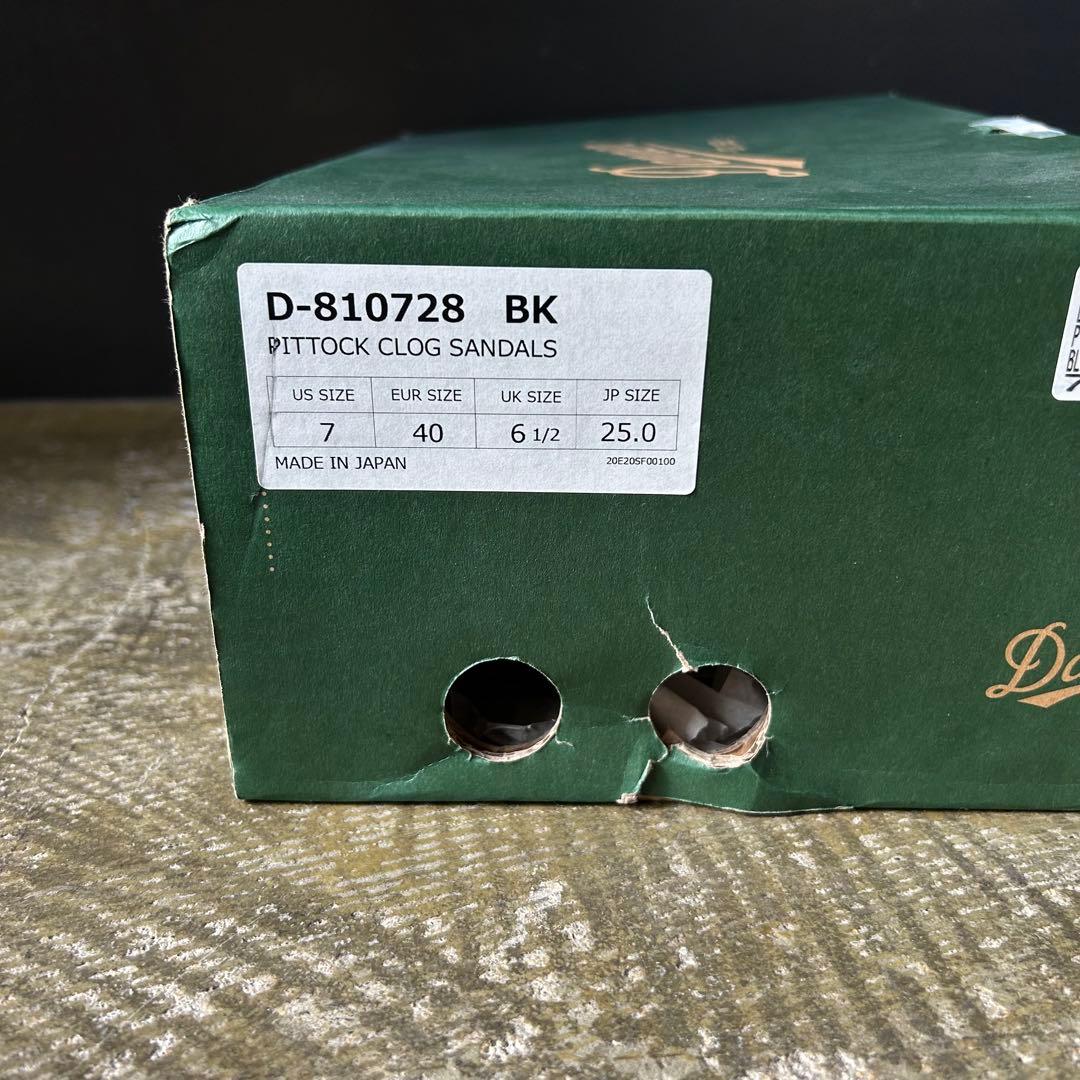 D-810728 BK
PITTOCK CLOG SANDALS
US SIZE EUR SIZE UK SIZE JP SIZE
7 40 6 1/2 25.0
MADE IN JAPAN 20E20SF00100